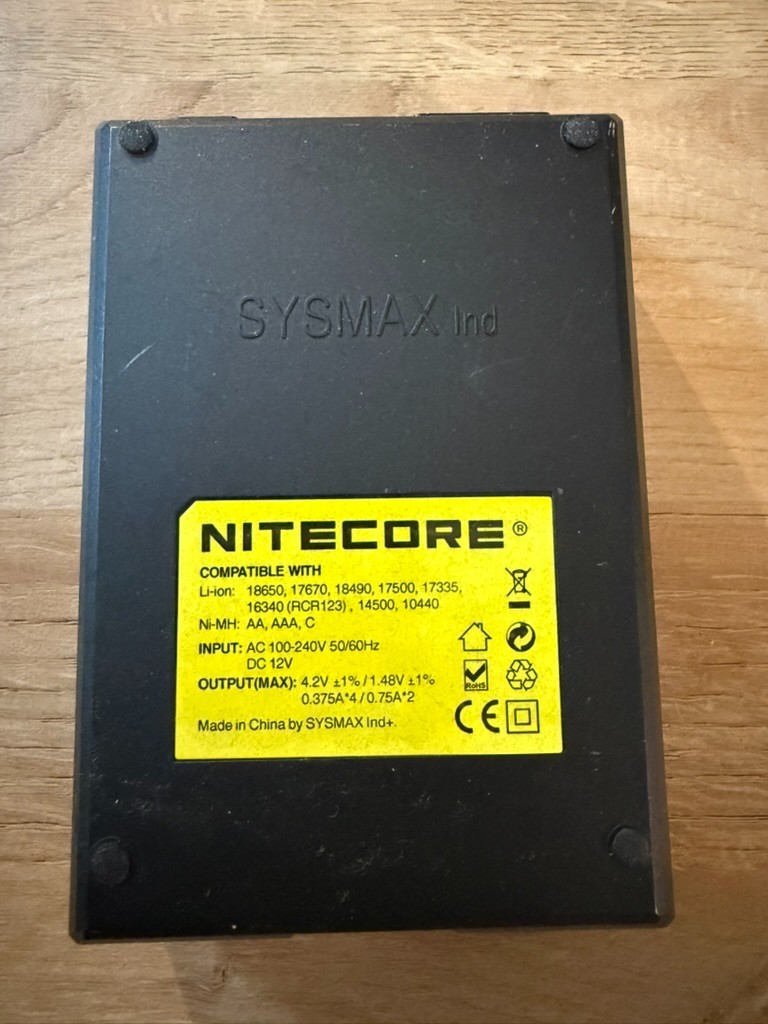 SYSMAX Ind
NITECORE®
COMPATIBLE WITH
Li-ion: 18650, 17670, 18490, 17500, 17335,
16340 (RCR123) , 14500, 10440
Ni-MH: AA, AAA, C
INPUT: AC 100-240V 50/60Hz
DC 12V
OUTPUT(MAX): 4.2V ±1% / 1.48V ±1%
0.375A*4 / 0.75A*2
RoHS
Made in China by SYSMAX Ind+.
CE